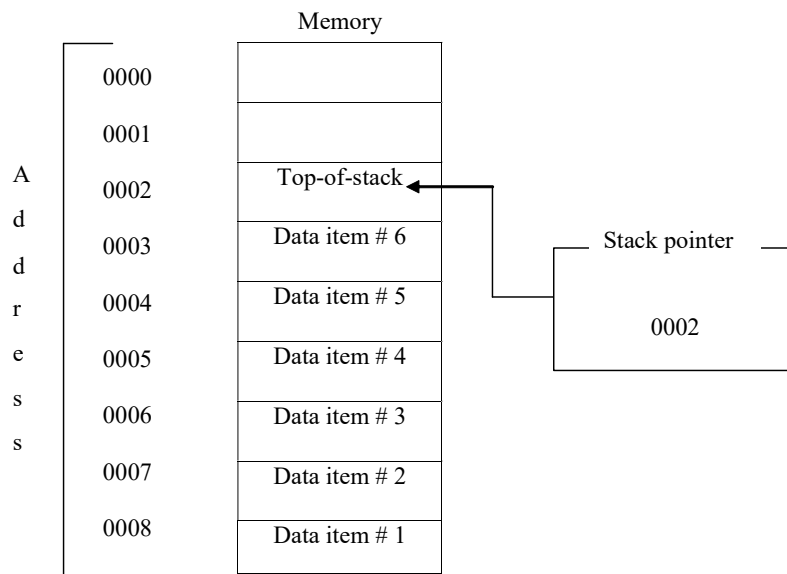 Memory
0000
0001
0002 Top-of-stack
0003 Data item # 6
Stack pointer
0004 Data item # 5
0002
0005 Data item # 4
0006 Data item # 3
0007 Data item # 2
0008 Data item # 1
A
d
d
r
e
s
s